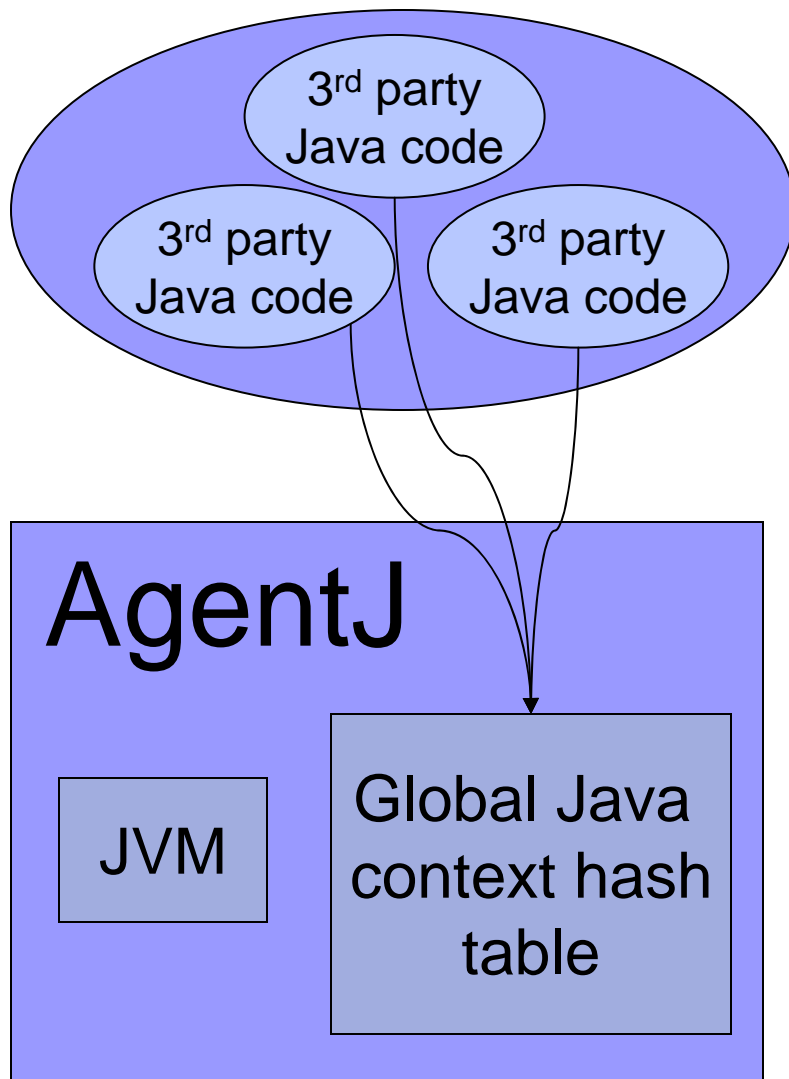 3rd party
Java code
3rd party
Java code
3rd party
Java code
AgentJ
JVM
Global Java
context hash
table